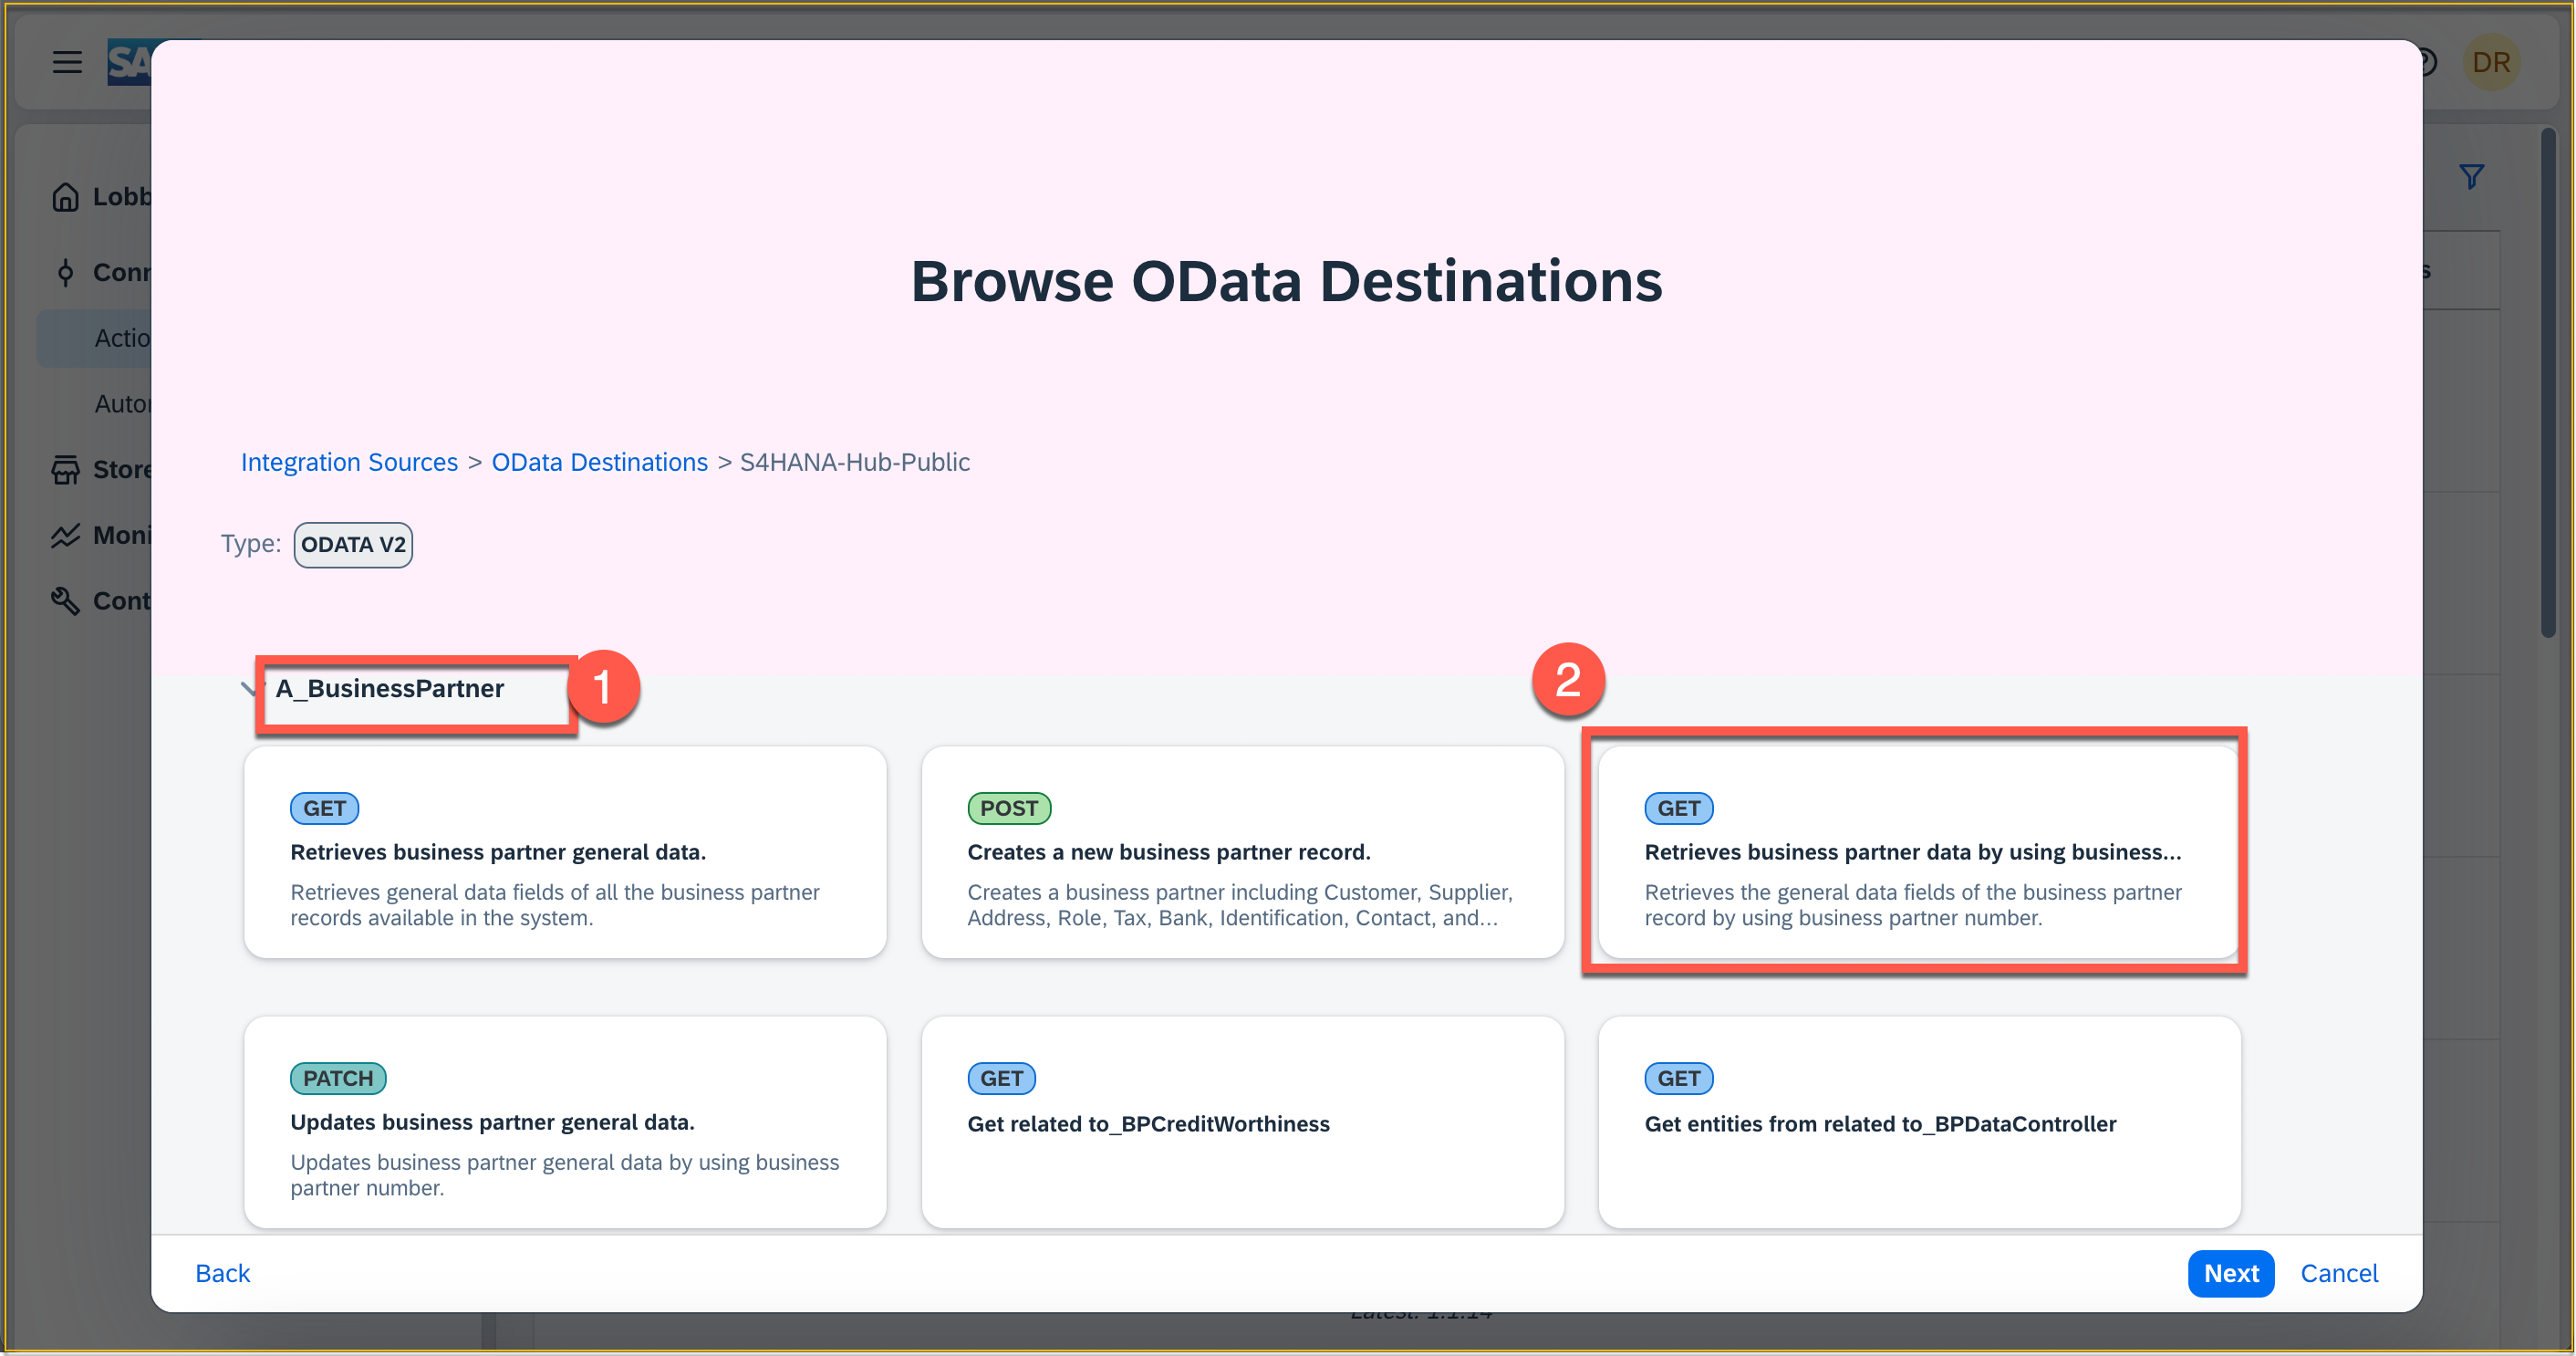 SA
DR
Lobb
Conn
Actio
Autor
Store
Moni
Cont
s
Browse OData Destinations
Integration Sources > OData Destinations > S4HANA-Hub-Public
Type: ODATA V2
A_BusinessPartner
1
2
GET
Retrieves business partner general data.
Retrieves general data fields of all the business partner
records available in the system.
POST
Creates a new business partner record.
Creates a business partner including Customer, Supplier,
Address, Role, Tax, Bank, Identification, Contact, and...
GET
Retrieves business partner data by using business...
Retrieves the general data fields of the business partner
record by using business partner number.
PATCH
Updates business partner general data.
Updates business partner general data by using business
partner number.
GET
Get related to_BPCreditWorthiness
GET
Get entities from related to_BPDataController
Back
Next
Cancel
Latest: 1.1.14